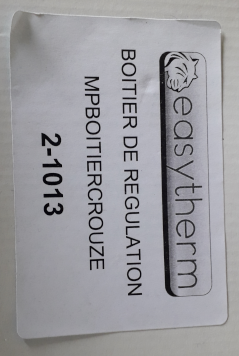 easytherm
BOITIER DE REGULATION
MPBOITIERCROUZE
2-1013